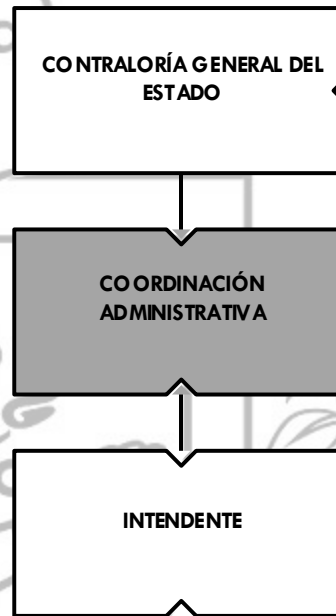 CONTRALORÍA GENERAL DEL
ESTADO
COORDINACIÓN
ADMINISTRATIVA
INTENDENTE